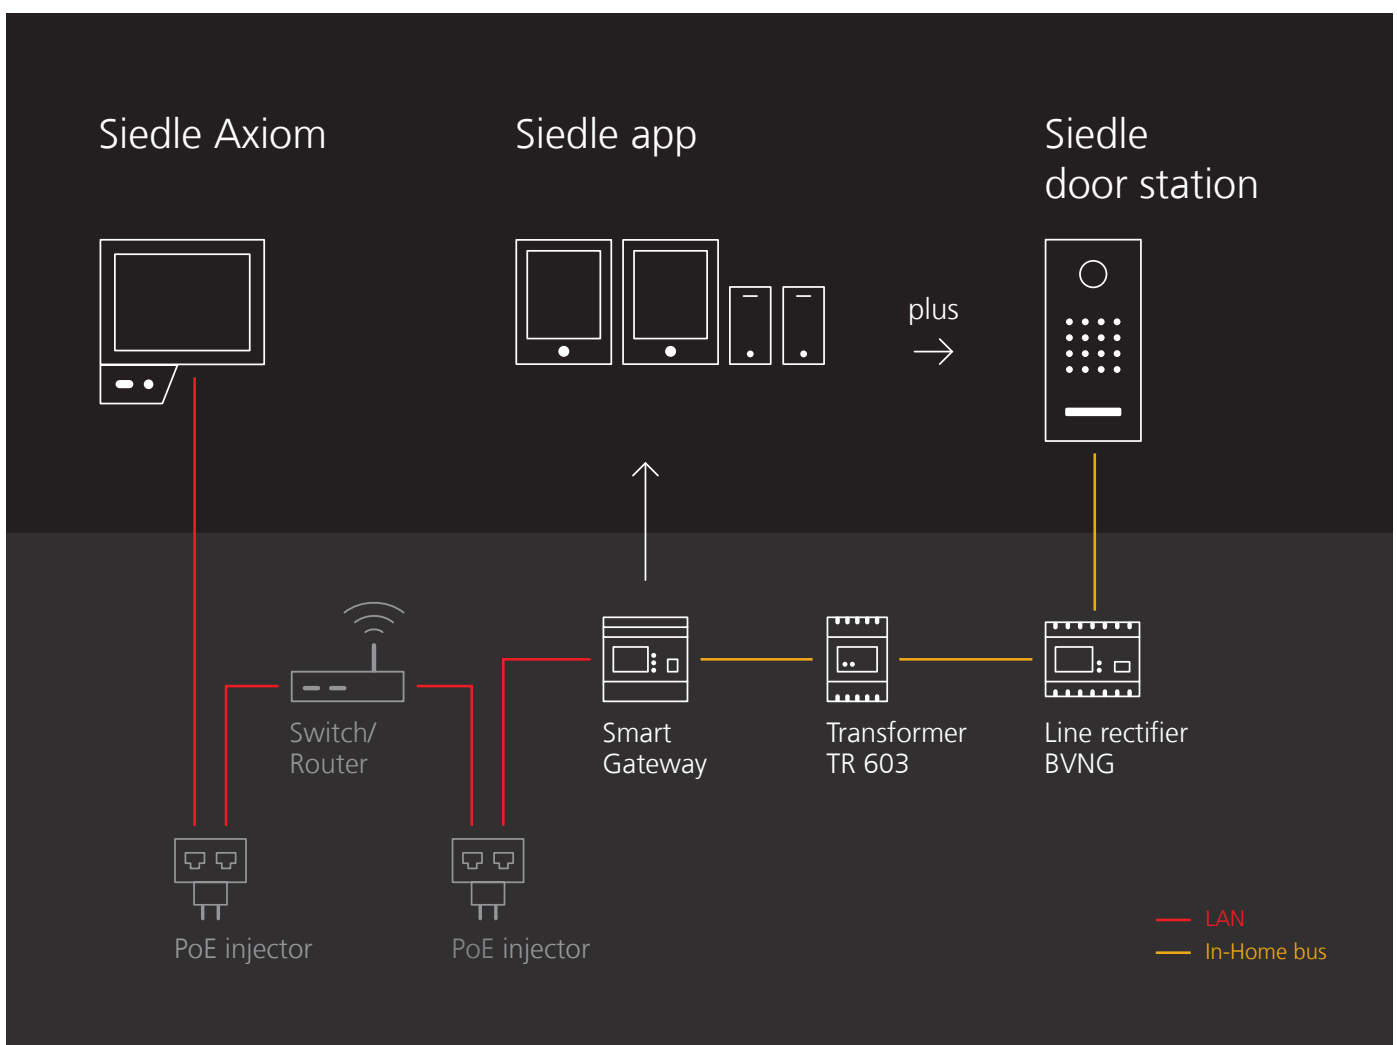 Siedle Axiom
Siedle app
Siedle
door station
plus
Switch/
Router
Smart
Gateway
Transformer
TR 603
Line rectifier
BVNG
PoE injector
PoE injector
LAN
In-Home bus